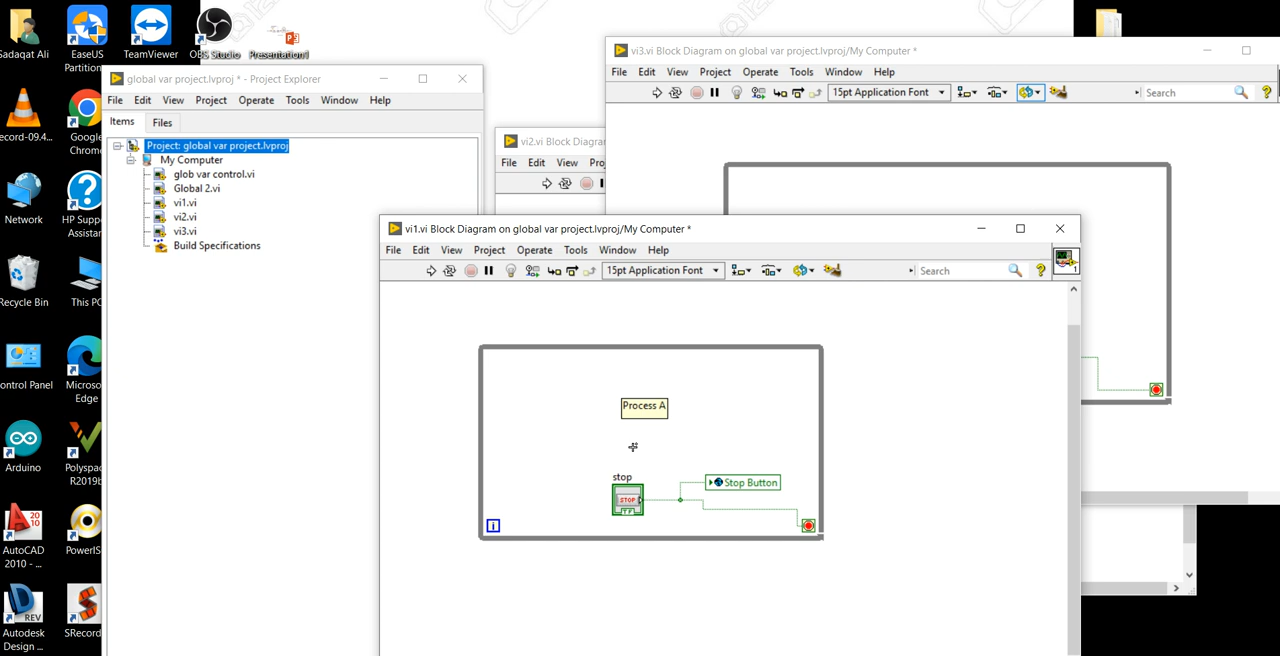 Sadaqat Ali
EaseUS
Partition
TeamViewer
OBS Studio
Presentation1
ecord-09.4...
Google
Chrome
Network
HP Supp
Assistan
Recycle Bin
This PC
ontrol Panel
Microso
Edge
Arduino
Polyspa
R2019b
AutoCAD
2010 - ...
PowerIS
Autodesk
Design ...
SRecord
global var project.lvproj * - Project Explorer
File Edit View Project Operate Tools Window Help
Items Files
Project: global var project.lvproj
My Computer
glob var control.vi
Global 2.vi
vi1.vi
vi2.vi
vi3.vi
Build Specifications
vi2.vi Block Diagram
File Edit View Pro
vi3.vi Block Diagram on global var project.lvproj/My Computer *
File Edit View Project Operate Tools Window Help
15pt Application Font
Search
vi1.vi Block Diagram on global var project.lvproj/My Computer *
File Edit View Project Operate Tools Window Help
15pt Application Font
Search
1
Process A
stop
STOP
TF
Stop Button
i